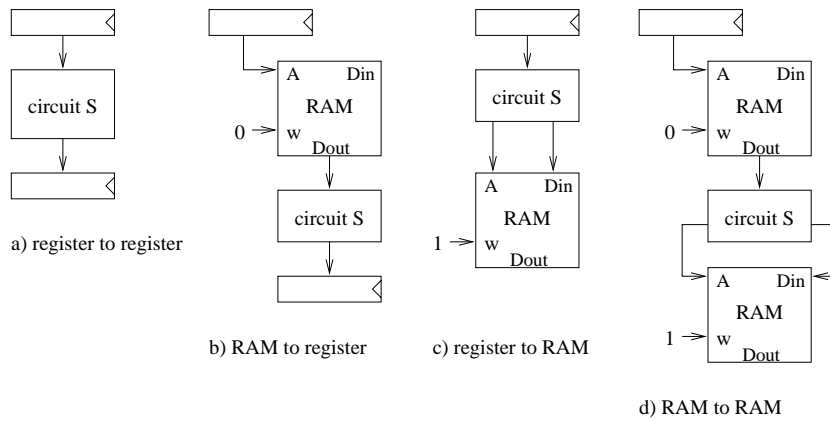 circuit S
a) register to register
A Din
RAM
0
w
Dout
circuit S
b) RAM to register
circuit S
A Din
RAM
1
w
Dout
c) register to RAM
A Din
RAM
0
w
Dout
circuit S
A Din
RAM
1
w
Dout
d) RAM to RAM